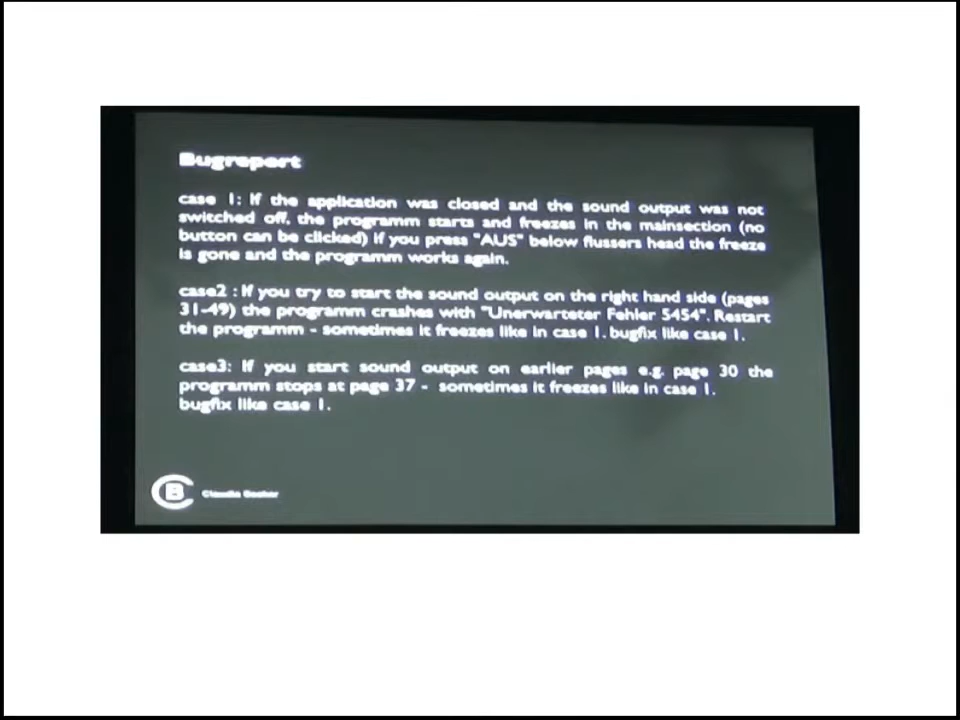 Bugreport
case 1: If the application was closed and the sound output was not
switched off, the programm starts and freezes in the mainsection (no
button can be clicked) if you press "AUS" below flussers head the freeze
is gone and the programm works again.
case2 : If you try to start the sound output on the right hand side (pages
31-49) the programm crashes with "Unerwarteter Fehler 5454". Restart
the programm - sometimes it freezes like in case 1. bugfix like case 1.
case3: If you start sound output on earlier pages e.g. page 30 the
programm stops at page 37 - sometimes it freezes like in case 1.
bugfix like case 1.
CB
Claudia